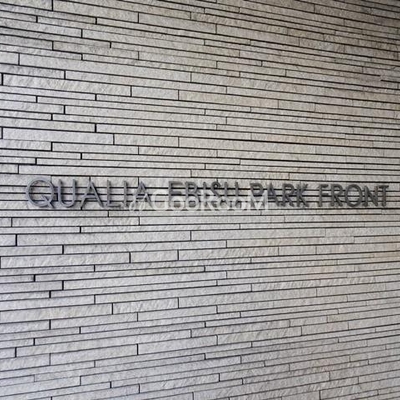 QUALIA EBISU PARK FRONT